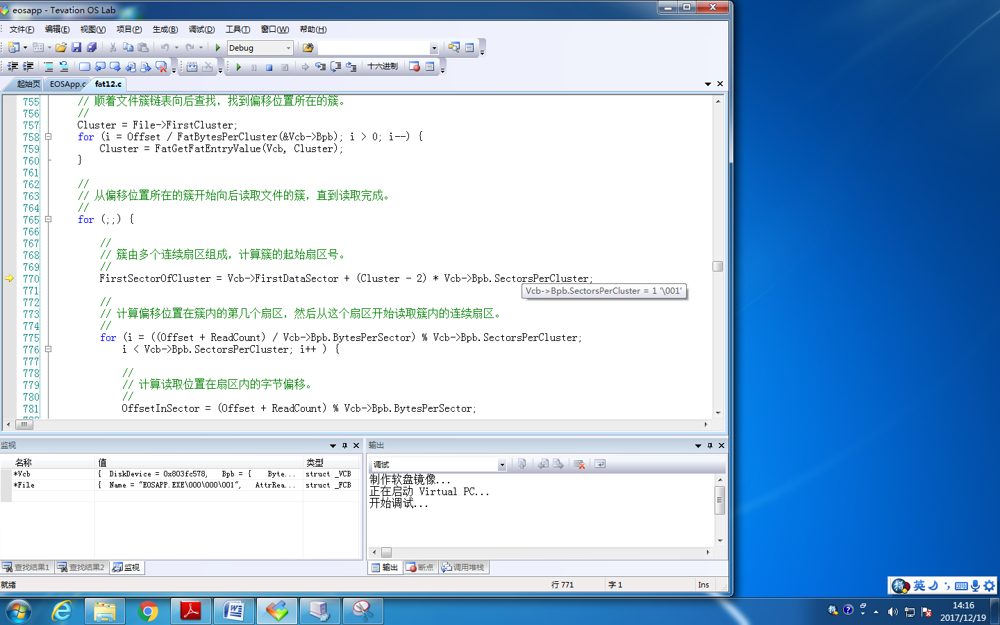 eosapp - Tevation OS Lab
文件(F) 编辑(E) 视图(V) 项目(P) 生成(B) 调试(D) 工具(T) 窗口(W) 帮助(H)
Debug
十六进制
起始页 EOSApp.c fat12.c
755 // 顺着文件簇链表向后查找，找到偏移位置所在的簇。
756 //
757 Cluster = File->FirstCluster;
758 for (i = Offset / FatBytesPerCluster(&Vcb->Bpb); i > 0; i--) {
759 Cluster = FatGetFatEntryValue(Vcb, Cluster);
760 }
761
762 //
763 // 从偏移位置所在的簇开始向后读取文件的簇，直到读取完成。
764 //
765 for (;;) {
766
767 //
768 // 簇由多个连续扇区组成，计算簇的起始扇区号。
769 //
770 FirstSectorOfCluster = Vcb->FirstDataSector + (Cluster - 2) * Vcb->Bpb.SectorsPerCluster;
771
Vcb->Bpb.SectorsPerCluster = 1 '\001'
772 //
773 // 计算偏移位置在簇内的第几个扇区，然后从这个扇区开始读取簇内的连续扇区。
774 //
775 for (i = ((Offset + ReadCount) / Vcb->Bpb.BytesPerSector) % Vcb->Bpb.SectorsPerCluster;
776 i < Vcb->Bpb.SectorsPerCluster; i++ ) {
777
778 //
779 // 计算读取位置在扇区内的字节偏移。
780 //
781 OffsetInSector = (Offset + ReadCount) % Vcb->Bpb.BytesPerSector;
监视
名称 值 类型
*Vcb { DiskDevice = 0x803fc578, Bpb = { Byte... struct _VCB
*File { Name = "EOSAPP.EXE\000\000\001", AttrRea... struct _FCB
查找结果1 查找结果2 监视
输出
调试
制作软盘镜像...
正在启动 Virtual PC...
开始调试...
输出 断点 调用堆栈
就绪 行 771 字 1 Ins
英
14:16
2017/12/19